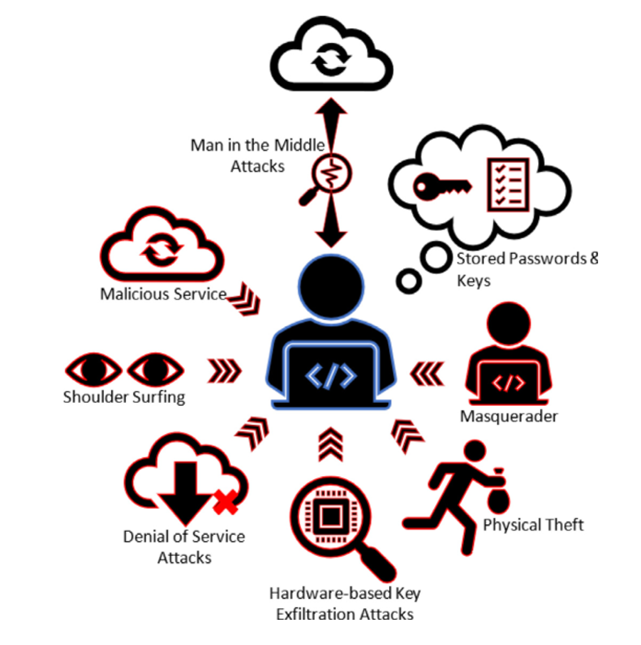 Man in the Middle
Attacks
Stored Passwords &
Keys
Malicious Service
</>
</>
Shoulder Surfing
Masquerader
Denial of Service
Attacks
Physical Theft
Hardware-based Key
Exfiltration Attacks